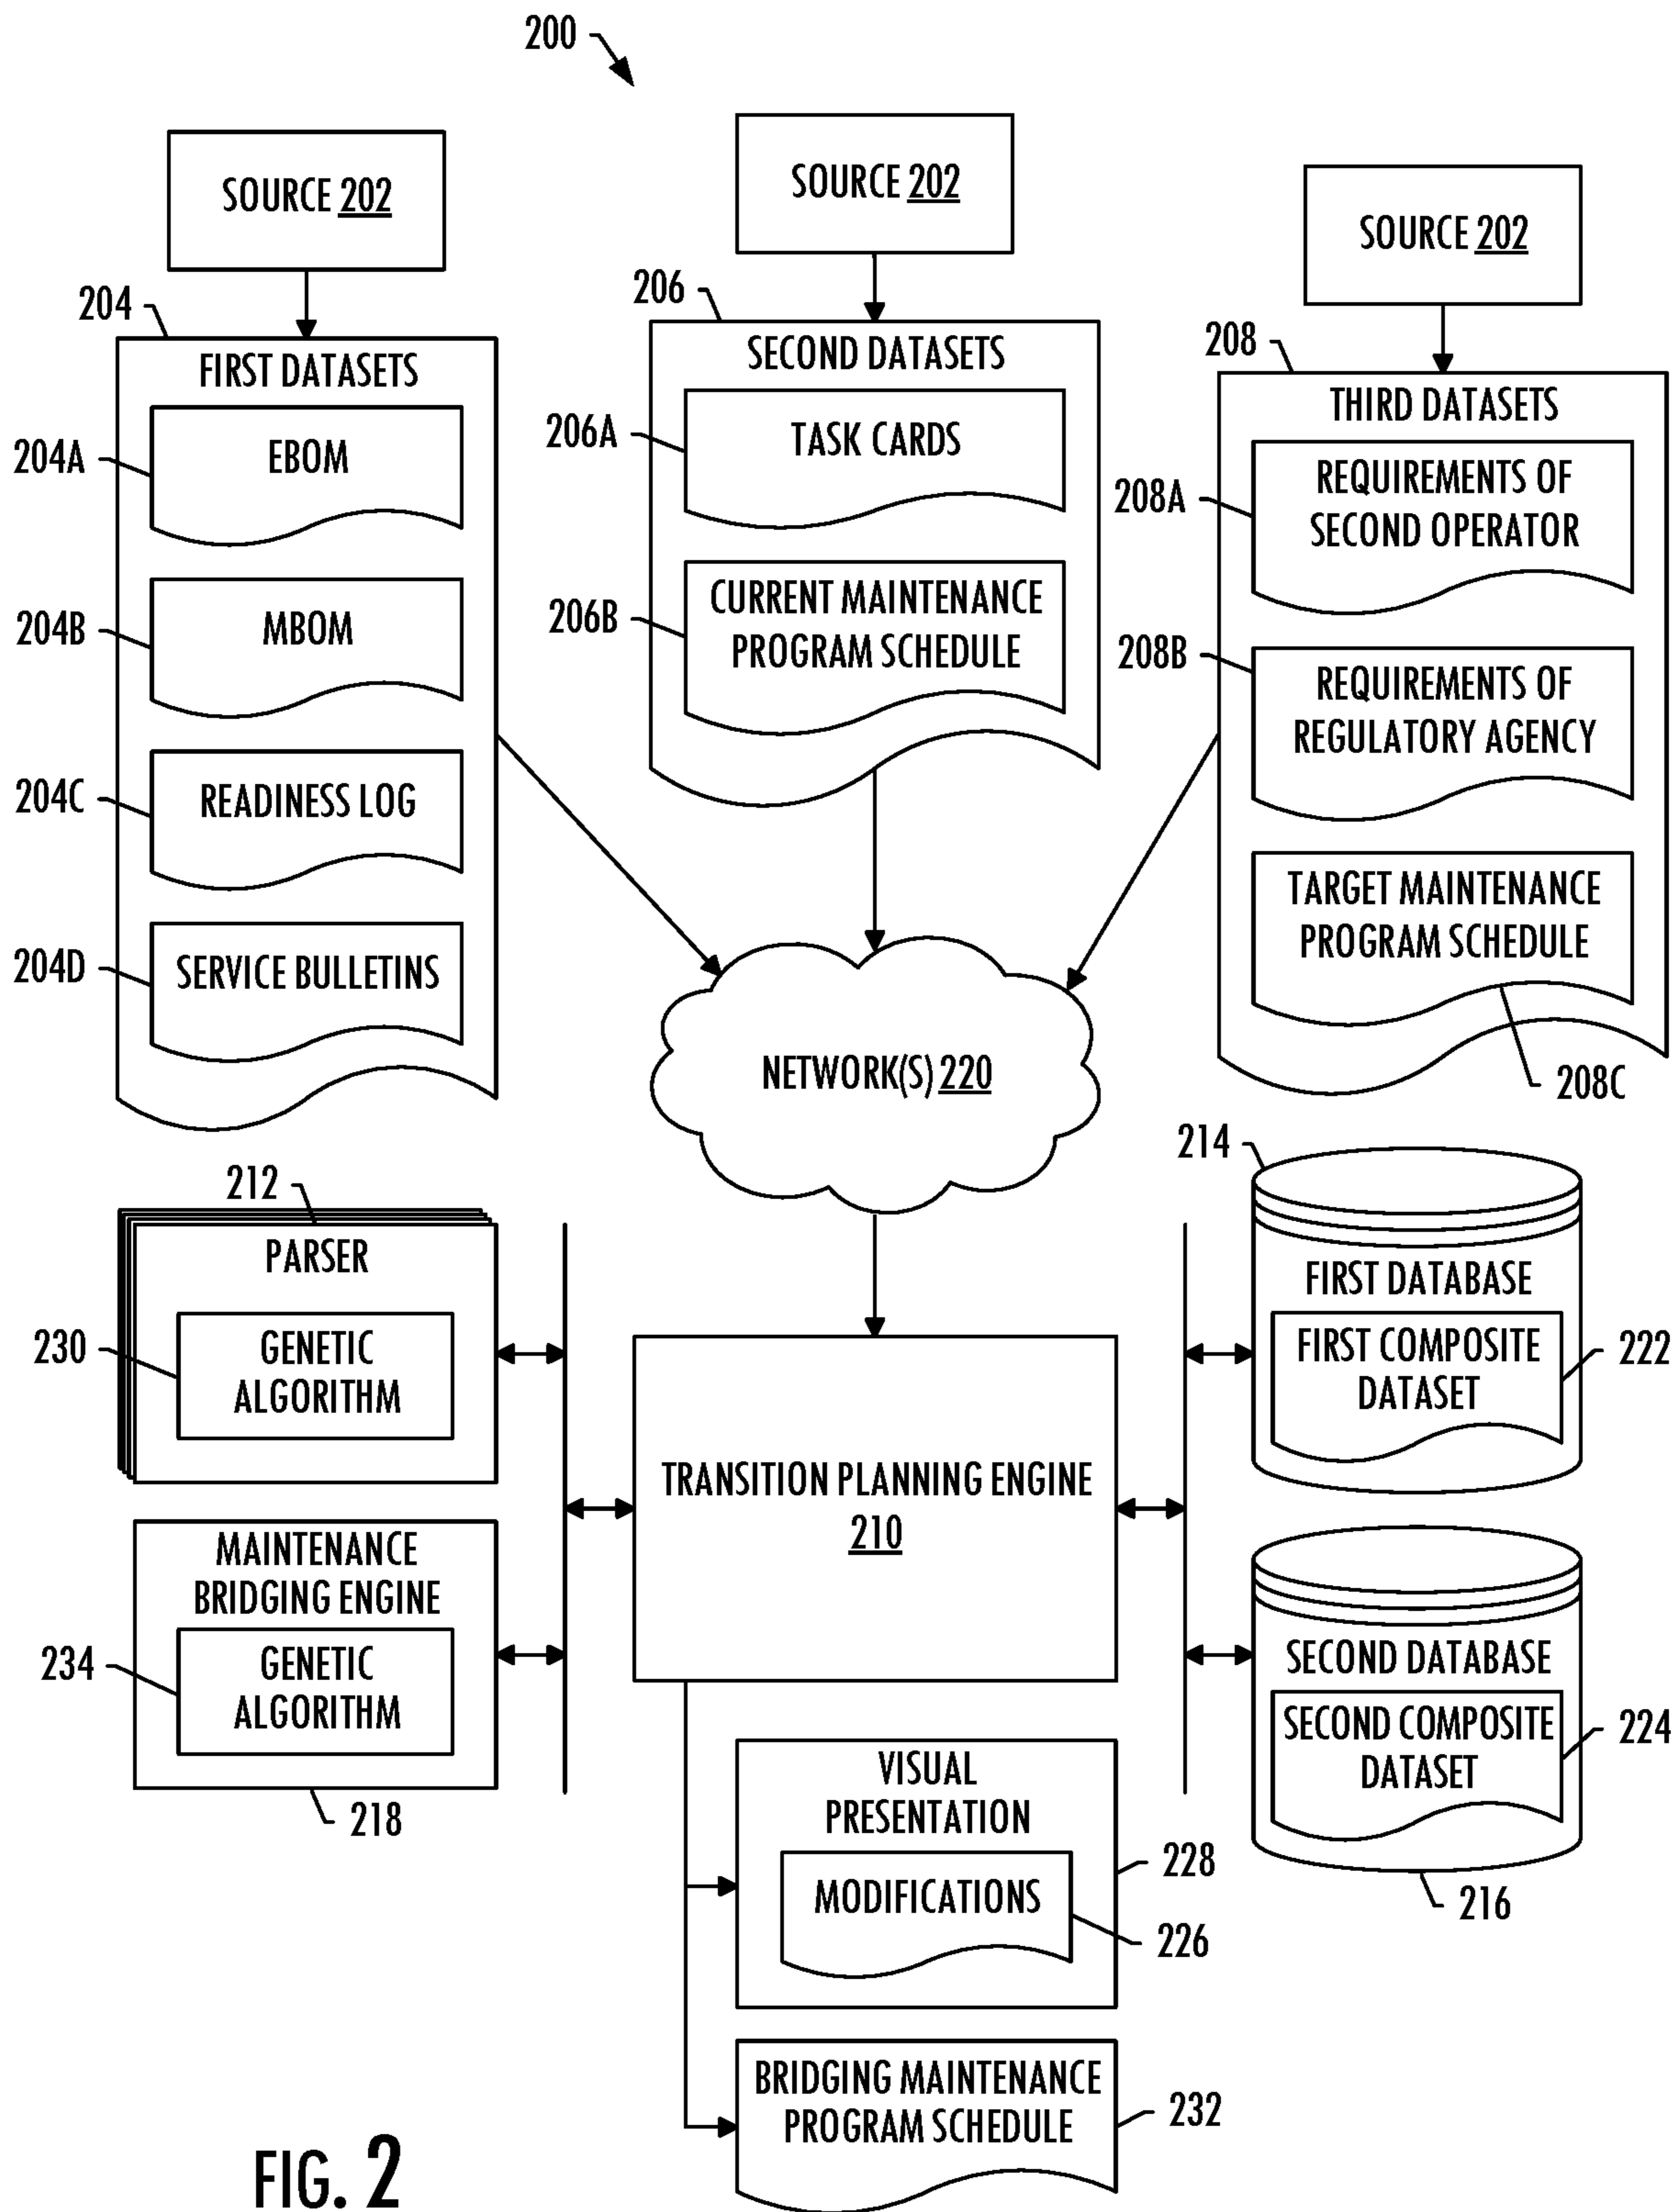 200
SOURCE 202
SOURCE 202
SOURCE 202
204
FIRST DATASETS
204A
EBOM
204B
MBOM
204C
READINESS LOG
204D
SERVICE BULLETINS
206
SECOND DATASETS
206A
TASK CARDS
206B
CURRENT MAINTENANCE
PROGRAM SCHEDULE
208
THIRD DATASETS
208A
REQUIREMENTS OF
SECOND OPERATOR
208B
REQUIREMENTS OF
REGULATORY AGENCY
TARGET MAINTENANCE
PROGRAM SCHEDULE
208C
NETWORK(S) 220
212
PARSER
230
GENETIC
ALGORITHM
MAINTENANCE
BRIDGING ENGINE
234
GENETIC
ALGORITHM
218
TRANSITION PLANNING ENGINE
210
214
FIRST DATABASE
FIRST COMPOSITE
DATASET
222
SECOND DATABASE
SECOND COMPOSITE
DATASET
224
216
VISUAL
PRESENTATION
228
MODIFICATIONS
226
BRIDGING MAINTENANCE
PROGRAM SCHEDULE
232
FIG. 2